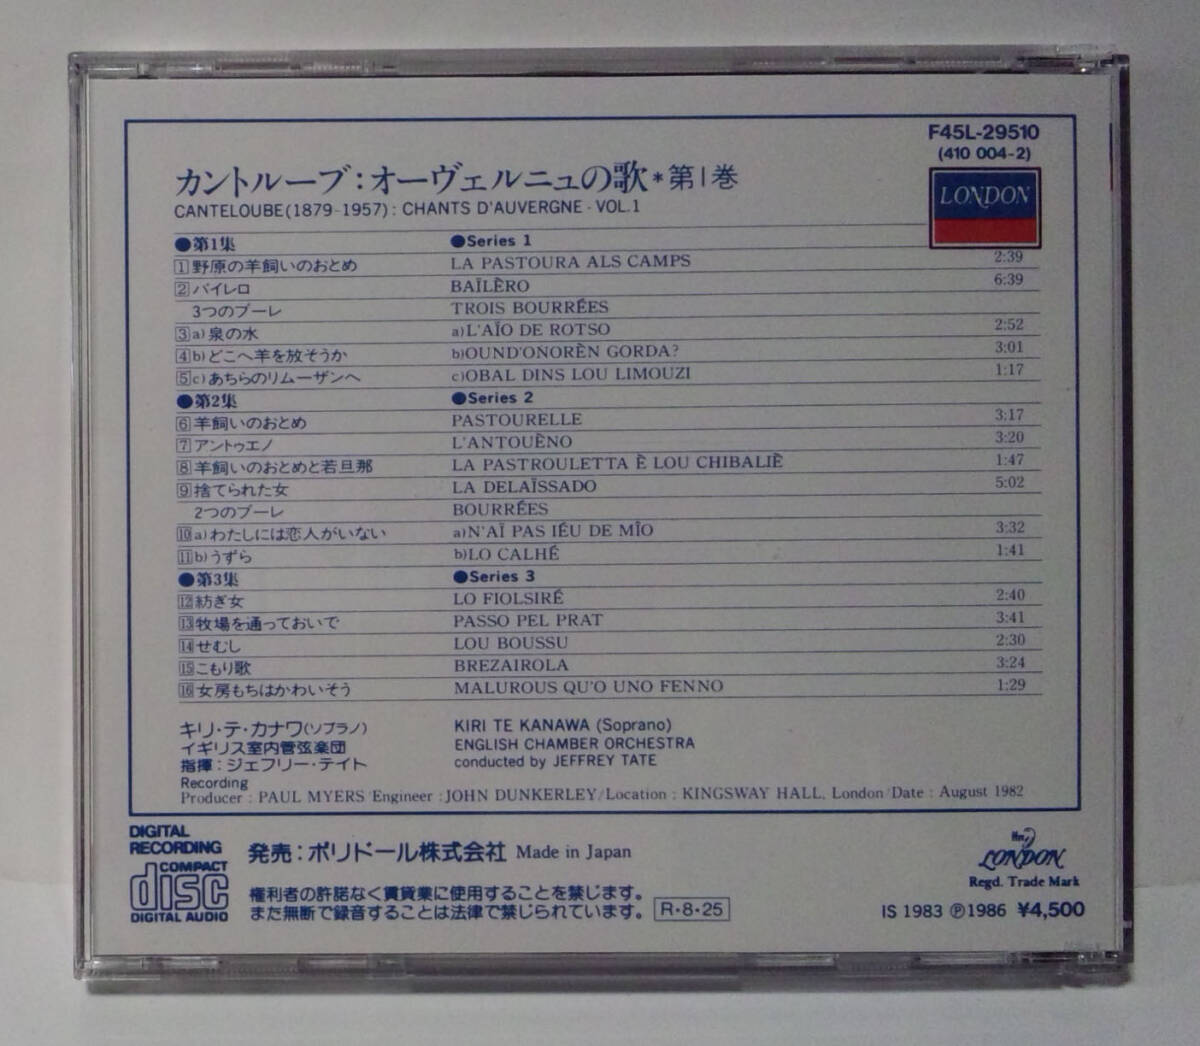 F45L-29510
(410 004-2)
LONDON
カントルーブ:オーヴェルニュの歌*第1巻
CANTELOUBE(1879-1957): CHANTS D'AUVERGNE · VOL.1
●第1集 ●Series 1
1 野原の羊飼いのおとめ LA PASTOURA ALS CAMPS 2:39
2 バイレロ BAÏLÈRO 6:39
3つのブーレ TROIS BOURRÉES
3 a) 泉の水 a) L'AÏO DE ROTSO 2:52
4 b) どこへ羊を放そうか b) OUND'ONORÈN GORDA? 3:01
5 c) あちらのリムーザンへ c) OBAL DINS LOU LIMOUZI 1:17
●第2集 ●Series 2
6 羊飼いのおとめ PASTOURELLE 3:17
7 アントゥエノ L'ANTOUÈNO 3:20
8 羊飼いのおとめと若旦那 LA PASTROULETTA È LOU CHIBALIÈ 1:47
9 捨てられた女 LA DELAÏSSADO 5:02
2つのブーレ BOURRÉES
10 a) わたしには恋人がいない a) N'AÏ PAS IÉU DE MÎO 3:32
11 b) うずら b) LO CALHÉ 1:41
●第3集 ●Series 3
12 紡ぎ女 LO FIOLSIRÉ 2:40
13 牧場を通っておいで PASSO PEL PRAT 3:41
14 せむし LOU BOUSSU 2:30
15 こもり歌 BREZAIROLA 3:24
16 女房もちはかわいそう MALUROUS QU'O UNO FENNO 1:29
キリ・テ・カナワ(ソプラノ) KIRI TE KANAWA (Soprano)
イギリス室内管弦楽団 ENGLISH CHAMBER ORCHESTRA
指揮:ジェフリー・テイト conducted by JEFFREY TATE
Recording
Producer : PAUL MYERS/Engineer : JOHN DUNKERLEY/Location : KINGSWAY HALL, London/Date : August 1982
DIGITAL
RECORDING
COMPACT
disc
DIGITAL AUDIO
発売:ポリドール株式会社 Made in Japan
権利者の許諾なく賃貸業に使用することを禁じます。
また無断で録音することは法律で禁じられています。 R・8・25
LONDON
Regd. Trade Mark
IS 1983 ℗1986 ¥4,500